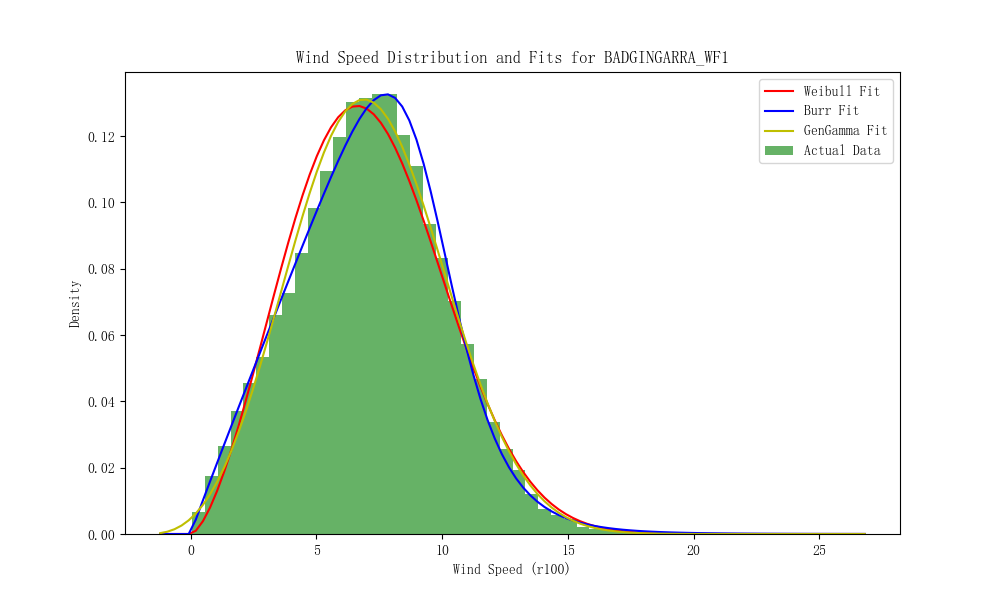 Wind Speed Distribution and Fits for BADGINGARRA_WF1
Weibull Fit
Burr Fit
GenGamma Fit
Actual Data
Density
0.12
0.10
0.08
0.06
0.04
0.02
0.00
0
5
10
15
20
25
Wind Speed (r100)